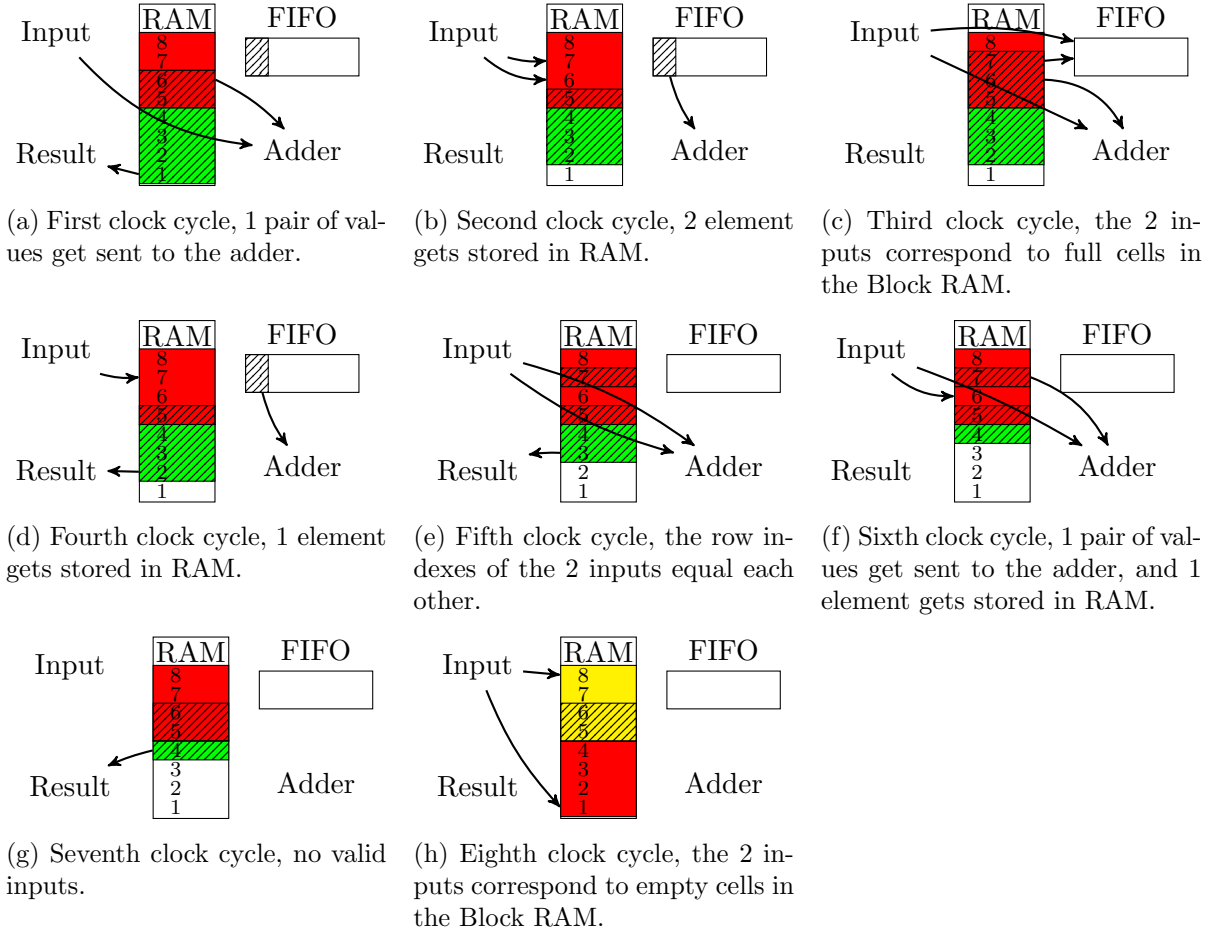 RAM FIFO
Input
8
7
6
5
4
3
2
1
Result Adder
RAM FIFO
Input
8
7
6
5
4
3
2
1
Result Adder
RAM FIFO
Input
8
7
6
5
4
3
2
1
Result Adder
(a) First clock cycle, 1 pair of val-
ues get sent to the adder.
(b) Second clock cycle, 2 element
gets stored in RAM.
(c) Third clock cycle, the 2 in-
puts correspond to full cells in
the Block RAM.
RAM FIFO
Input
8
7
6
5
4
3
2
1
Result Adder
RAM FIFO
Input
8
7
6
5
4
3
2
1
Result Adder
RAM FIFO
Input
8
7
6
5
4
3
2
1
Result Adder
(d) Fourth clock cycle, 1 element
gets stored in RAM.
(e) Fifth clock cycle, the row in-
dexes of the 2 inputs equal each
other.
(f) Sixth clock cycle, 1 pair of val-
ues get sent to the adder, and 1
element gets stored in RAM.
RAM FIFO
Input
8
7
6
5
4
3
2
1
Result Adder
RAM FIFO
Input
8
7
6
5
4
3
2
1
Result Adder
(g) Seventh clock cycle, no valid
inputs.
(h) Eighth clock cycle, the 2 in-
puts correspond to empty cells in
the Block RAM.